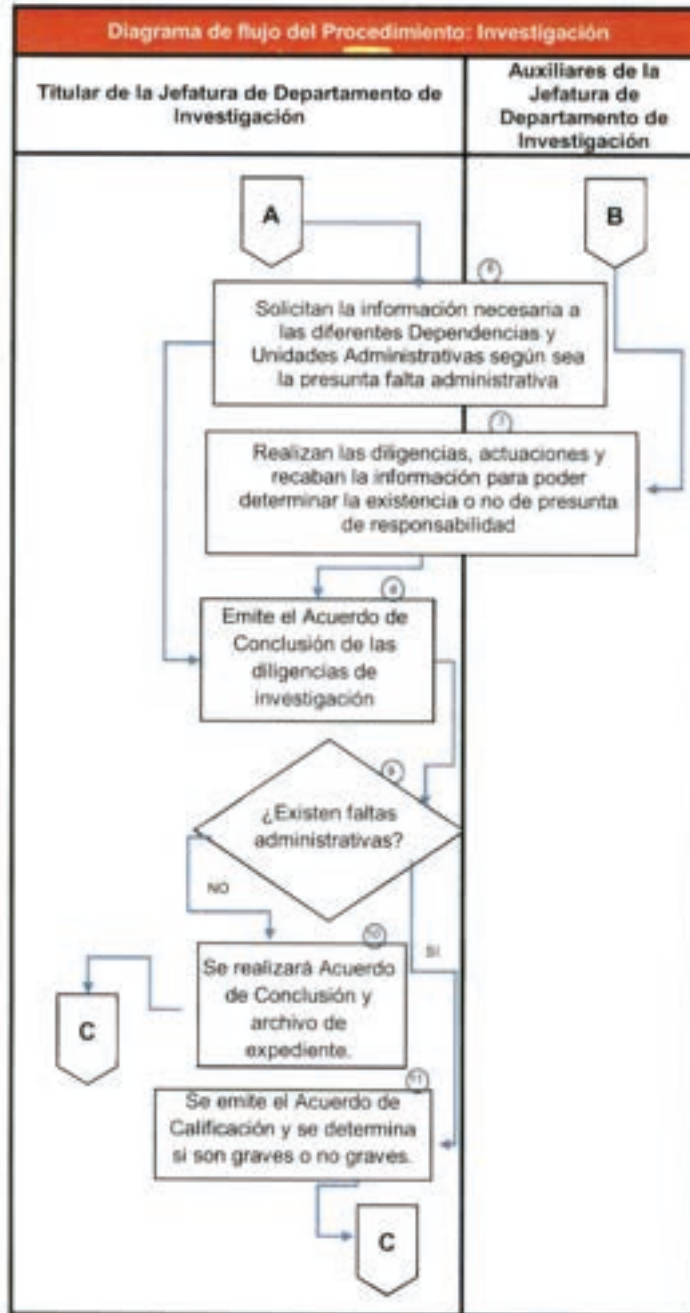 Diagrama de flujo del Procedimiento: Investigación
Titular de la Jefatura de Departamento de
Investigación
Auxiliares de la
Jefatura de
Departamento de
Investigación
A
B
Solicitan la información necesaria a
las diferentes Dependencias y
Unidades Administrativas según sea
la presunta falta administrativa
7
Realizan las diligencias, actuaciones y
recaban la información para poder
determinar la existencia o no de presunta
de responsabilidad
Emite el Acuerdo de
Conclusión de las
diligencias de
investigación
¿Existen faltas
administrativas?
NO
SI
10
Se realizará Acuerdo
de Conclusión y
archivo de
expediente.
C
11
Se emite el Acuerdo de
Calificación y se determina
si son graves o no graves.
C